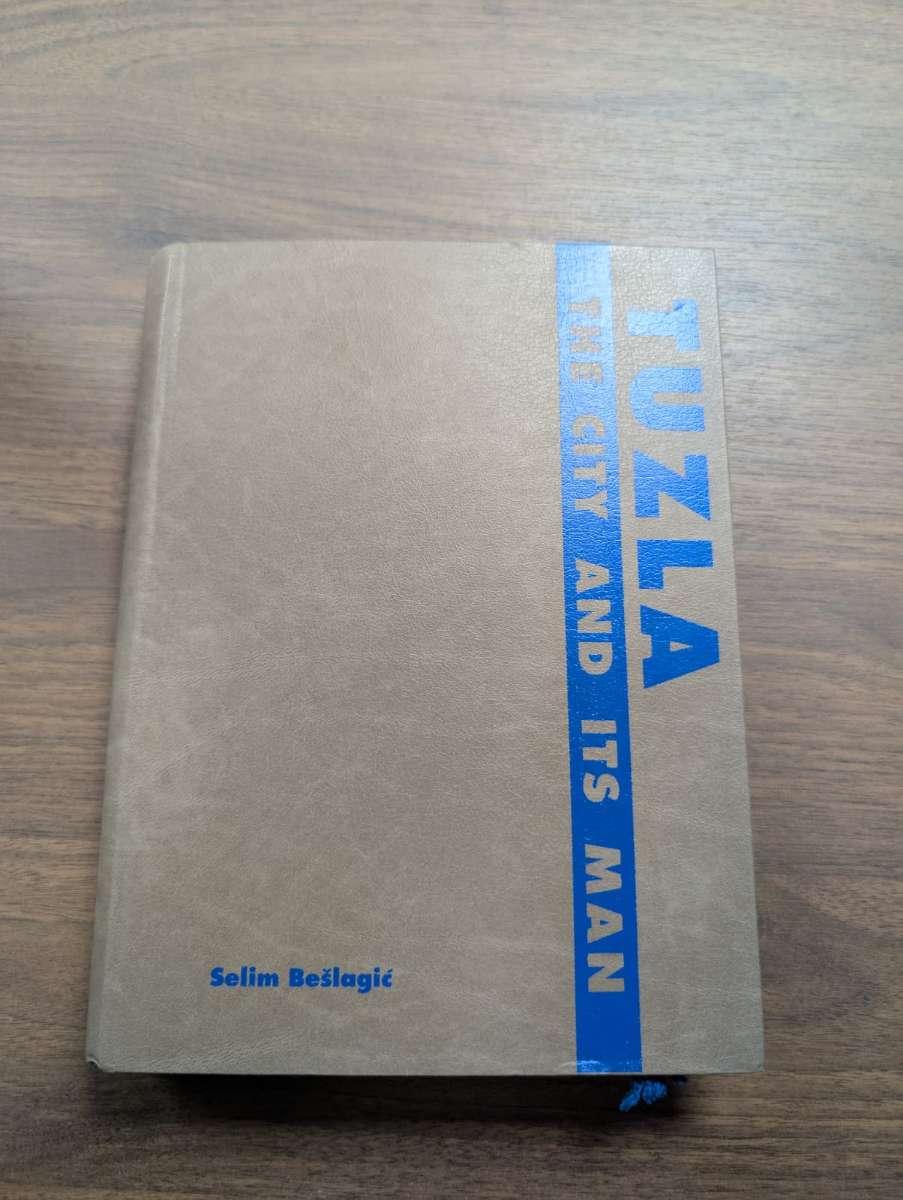 TUZLA
THE CITY AND ITS MAN
Selim Bešlagić